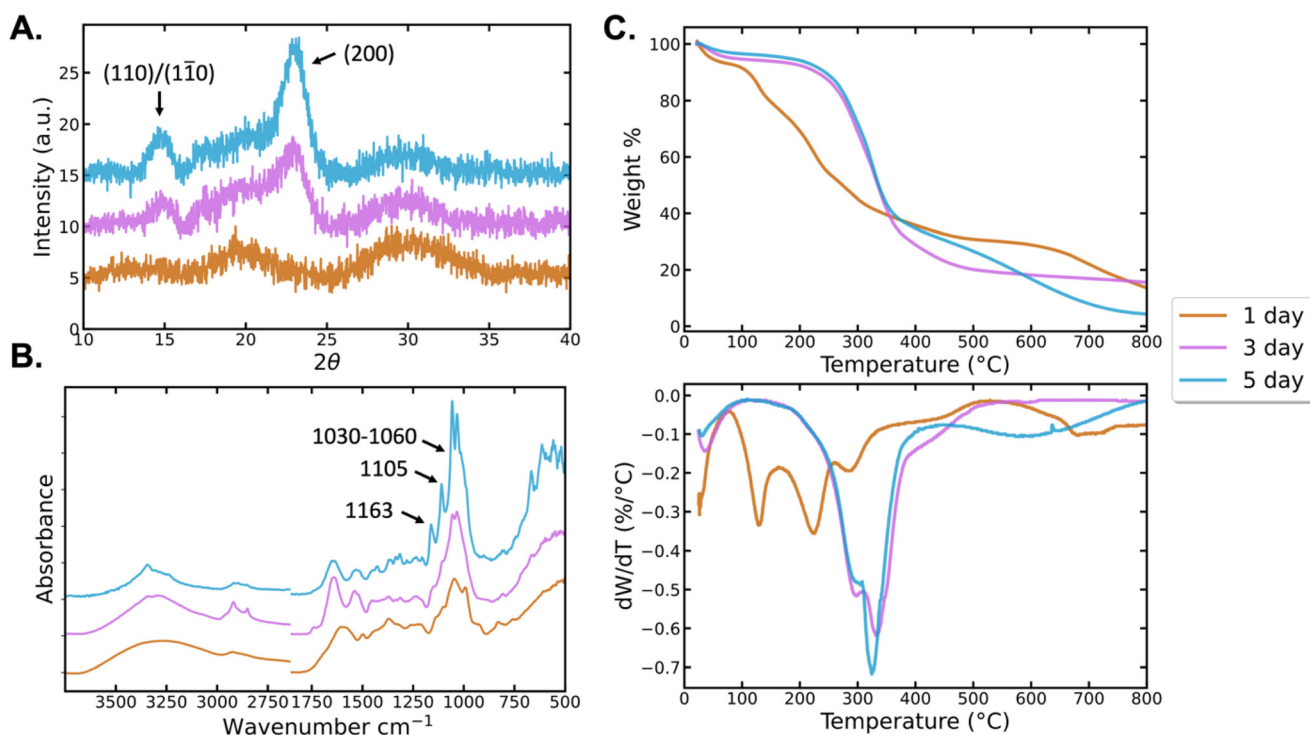 A.
(110)/(11̄0)
(200)
Intensity (a.u.)
25
20
15
10
5
0
10 15 20 25 30 35 40
2θ
B.
1030-1060
1105
1163
Absorbance
3500 3250 3000 2750 1750 1500 1250 1000 750 500
Wavenumber cm⁻¹
C.
Weight %
100
80
60
40
20
0
0 100 200 300 400 500 600 700 800
Temperature (°C)
1 day
3 day
5 day
dW/dT (%/°C)
0.0
−0.1
−0.2
−0.3
−0.4
−0.5
−0.6
−0.7
0 100 200 300 400 500 600 700 800
Temperature (°C)